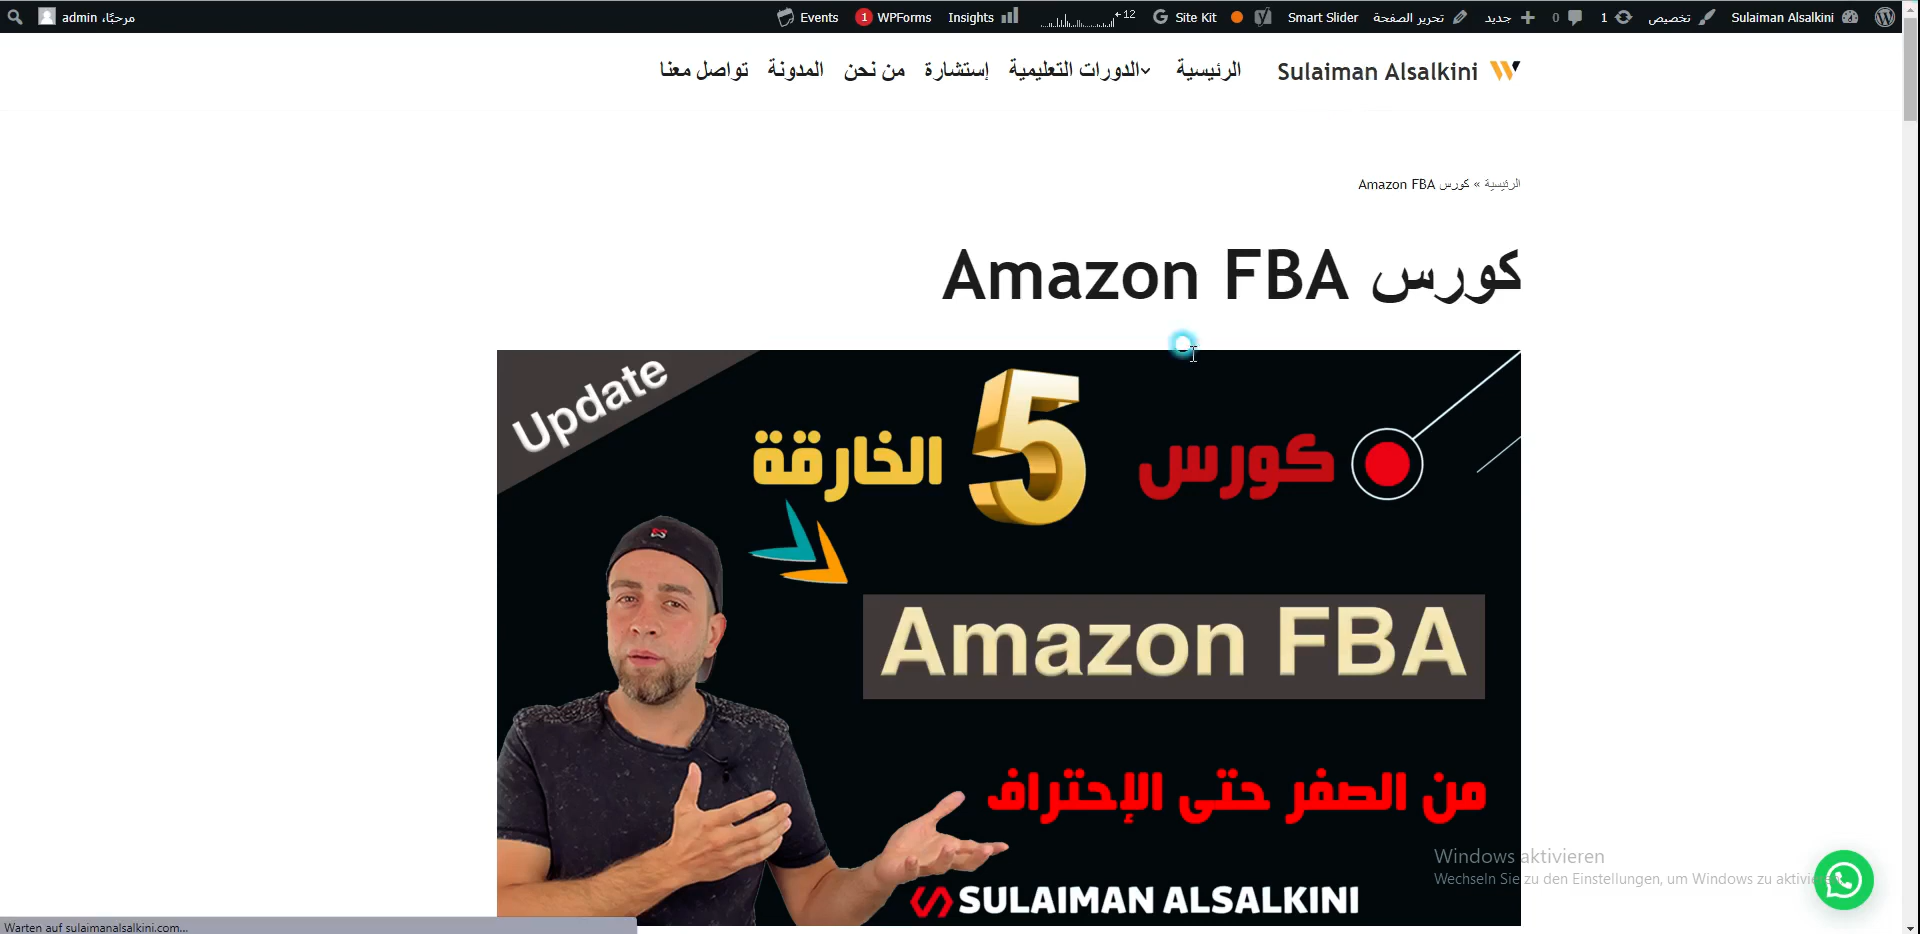 Sulaiman Alsalkini تخصيص 1 0 جديد تحرير الصفحة Smart Slider Site Kit 12 Insights WPForms 1 Events مرحبًا، admin
Sulaiman Alsalkini الرئيسية الدورات التعليمية إستشارة من نحن المدونة تواصل معنا
الرئيسية » كورس Amazon FBA
كورس Amazon FBA
Update
كورس 5 الخارقة
Amazon FBA
من الصفر حتى الإحتراف
SULAIMAN ALSALKINI
Windows aktivieren
Wechseln Sie zu den Einstellungen, um Windows zu
Warten auf sulaimanalsalkini.com...